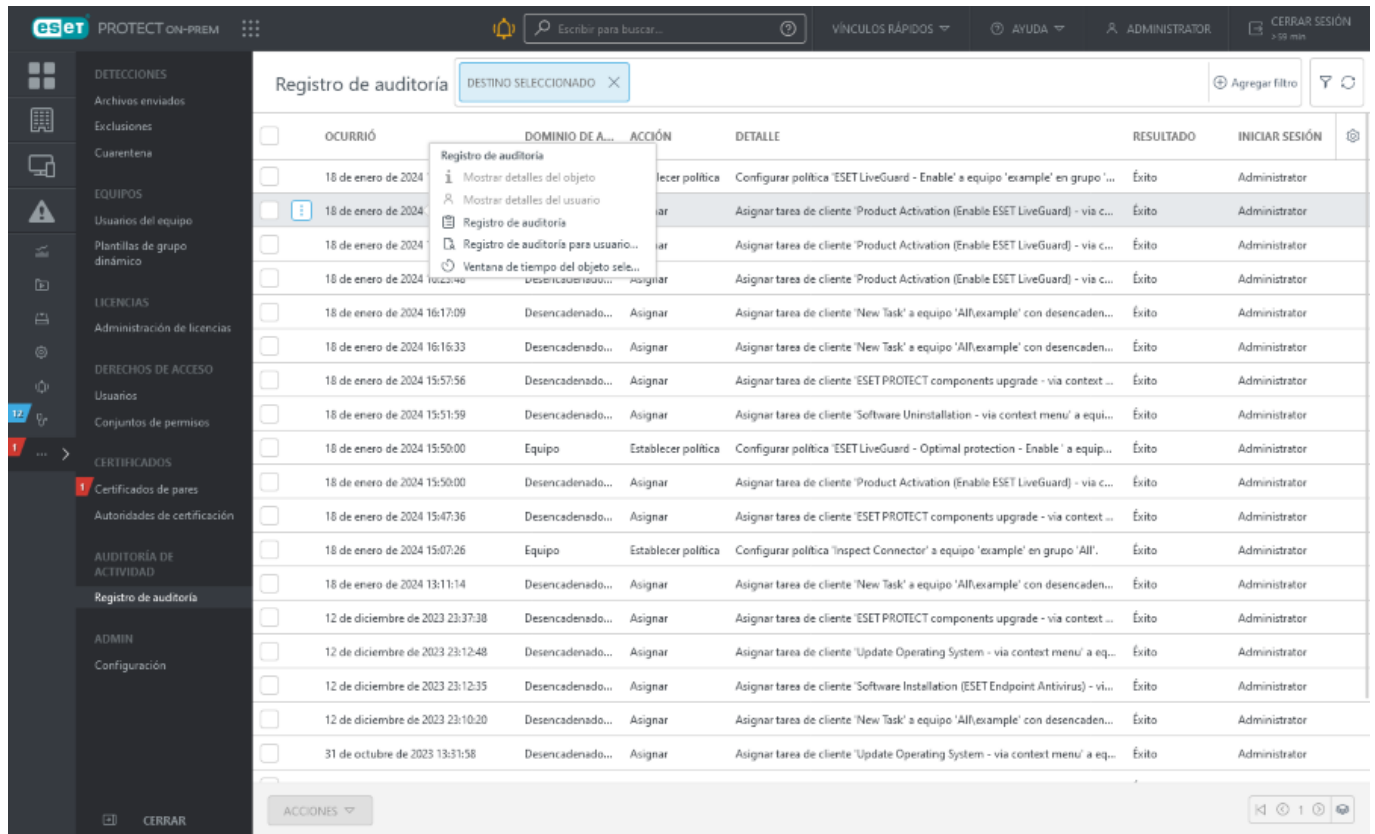 eset PROTECT ON-PREM
Escribir para buscar...
VÍNCULOS RÁPIDOS
AYUDA
ADMINISTRATOR
CERRAR SESIÓN
>59 min
DETECCIONES
Archivos enviados
Exclusiones
Cuarentena
EQUIPOS
Usuarios del equipo
Plantillas de grupo
dinámico
LICENCIAS
Administración de licencias
DERECHOS DE ACCESO
Usuarios
Conjuntos de permisos
12
1
CERTIFICADOS
1 Certificados de pares
Autoridades de certificación
AUDITORÍA DE
ACTIVIDAD
Registro de auditoría
ADMIN
Configuración
CERRAR
Registro de auditoría
DESTINO SELECCIONADO
Agregar filtro
OCURRIÓ DOMINIO DE A... ACCIÓN DETALLE RESULTADO INICIAR SESIÓN
Registro de auditoría
Mostrar detalles del objeto
Mostrar detalles del usuario
Registro de auditoría
Registro de auditoría para usuario...
Ventana de tiempo del objeto sele...
18 de enero de 2024 lecer política Configurar política 'ESET LiveGuard - Enable' a equipo 'example' en grupo '... Éxito Administrator
18 de enero de 2024 ar Asignar tarea de cliente 'Product Activation (Enable ESET LiveGuard) - via c... Éxito Administrator
18 de enero de 2024 ar Asignar tarea de cliente 'Product Activation (Enable ESET LiveGuard) - via c... Éxito Administrator
18 de enero de 2024 16:25:48 Desencadenado... Asignar Asignar tarea de cliente 'Product Activation (Enable ESET LiveGuard) - via c... Éxito Administrator
18 de enero de 2024 16:17:09 Desencadenado... Asignar Asignar tarea de cliente 'New Task' a equipo 'All\example' con desencaden... Éxito Administrator
18 de enero de 2024 16:16:33 Desencadenado... Asignar Asignar tarea de cliente 'New Task' a equipo 'All\example' con desencaden... Éxito Administrator
18 de enero de 2024 15:57:56 Desencadenado... Asignar Asignar tarea de cliente 'ESET PROTECT components upgrade - via context ... Éxito Administrator
18 de enero de 2024 15:51:59 Desencadenado... Asignar Asignar tarea de cliente 'Software Uninstallation - via context menu' a equi... Éxito Administrator
18 de enero de 2024 15:50:00 Equipo Establecer política Configurar política 'ESET LiveGuard - Optimal protection - Enable ' a equip... Éxito Administrator
18 de enero de 2024 15:50:00 Desencadenado... Asignar Asignar tarea de cliente 'Product Activation (Enable ESET LiveGuard) - via c... Éxito Administrator
18 de enero de 2024 15:47:36 Desencadenado... Asignar Asignar tarea de cliente 'ESET PROTECT components upgrade - via context ... Éxito Administrator
18 de enero de 2024 15:07:26 Equipo Establecer política Configurar política 'Inspect Connector' a equipo 'example' en grupo 'All'. Éxito Administrator
18 de enero de 2024 13:11:14 Desencadenado... Asignar Asignar tarea de cliente 'New Task' a equipo 'All\example' con desencaden... Éxito Administrator
12 de diciembre de 2023 23:37:38 Desencadenado... Asignar Asignar tarea de cliente 'ESET PROTECT components upgrade - via context ... Éxito Administrator
12 de diciembre de 2023 23:12:48 Desencadenado... Asignar Asignar tarea de cliente 'Update Operating System - via context menu' a eq... Éxito Administrator
12 de diciembre de 2023 23:12:35 Desencadenado... Asignar Asignar tarea de cliente 'Software Installation (ESET Endpoint Antivirus) - vi... Éxito Administrator
12 de diciembre de 2023 23:10:20 Desencadenado... Asignar Asignar tarea de cliente 'New Task' a equipo 'All\example' con desencaden... Éxito Administrator
31 de octubre de 2023 13:31:58 Desencadenado... Asignar Asignar tarea de cliente 'Update Operating System - via context menu' a eq... Éxito Administrator
ACCIONES
1